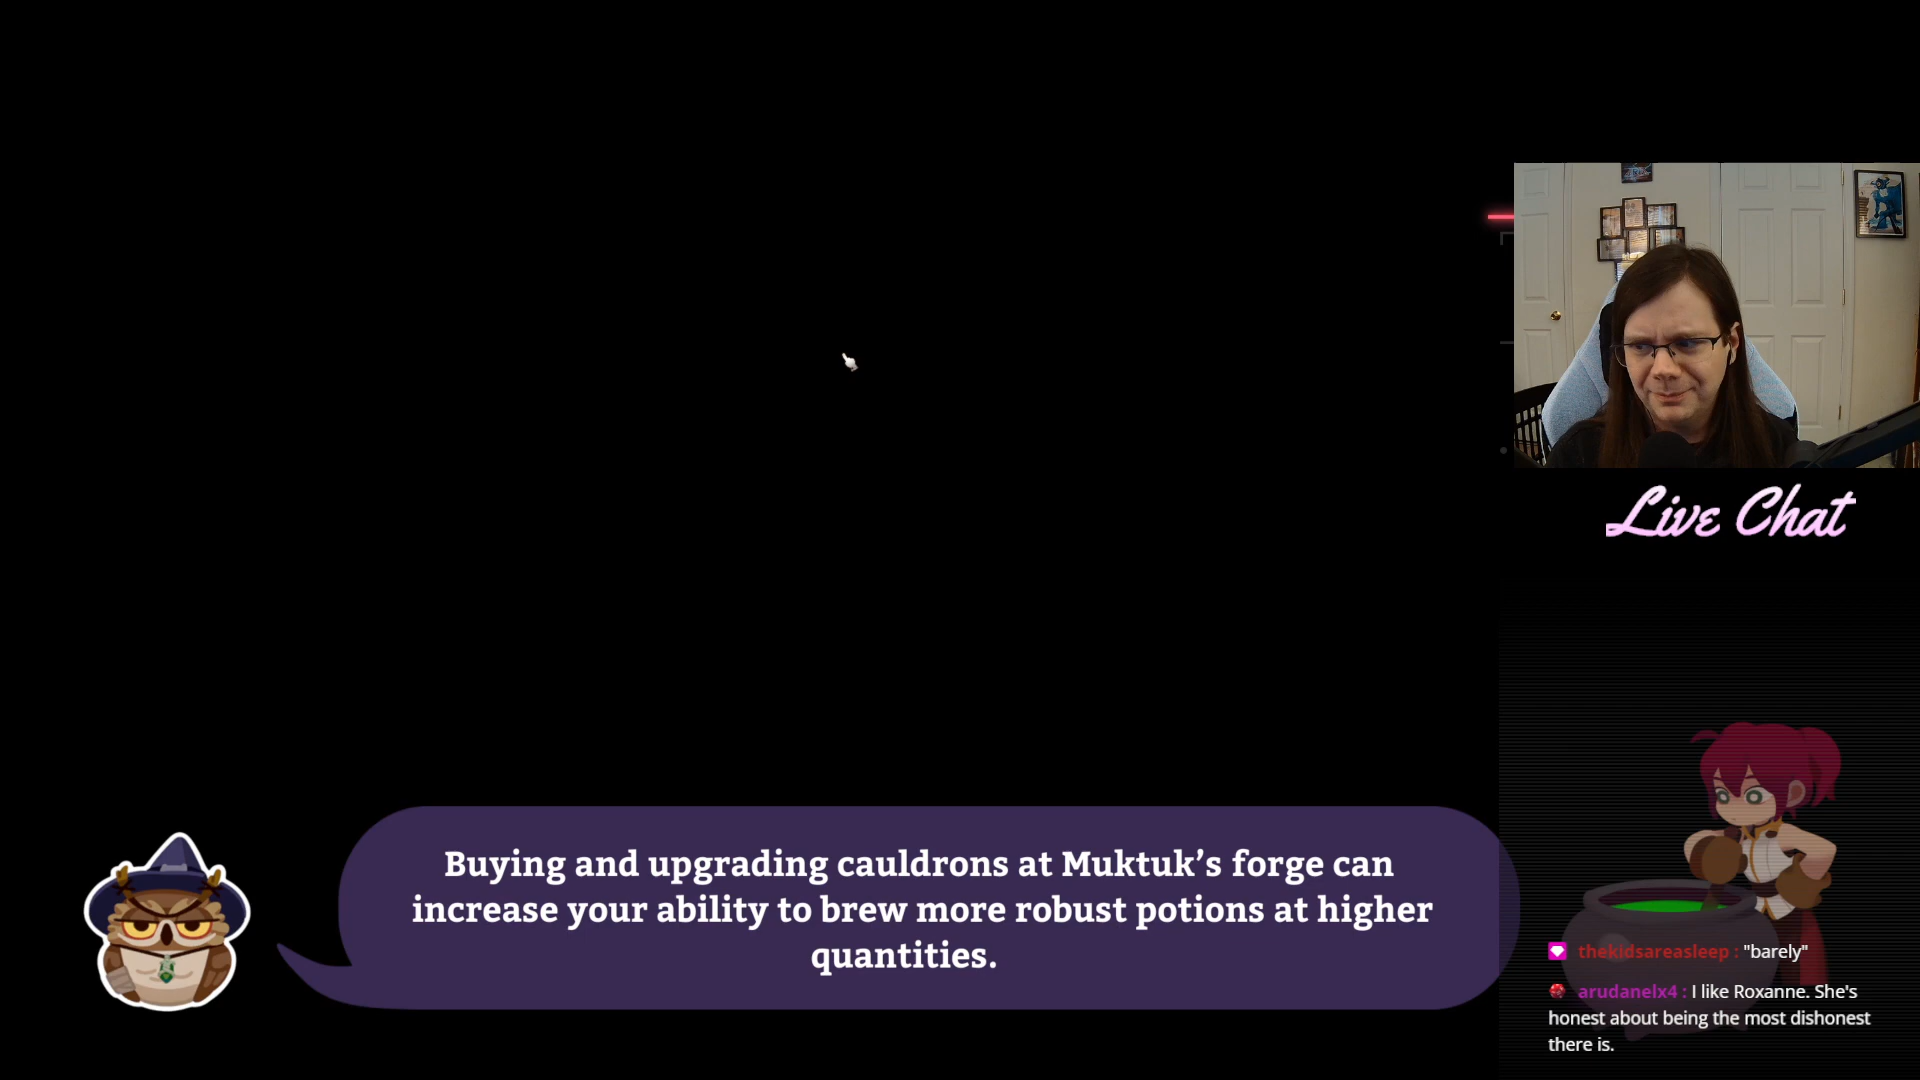 Live Chat
Buying and upgrading cauldrons at Muktuk’s forge can
increase your ability to brew more robust potions at higher
quantities.
thekidsareasleep : "barely"
arudanelx4 : I like Roxanne. She's
honest about being the most dishonest
there is.